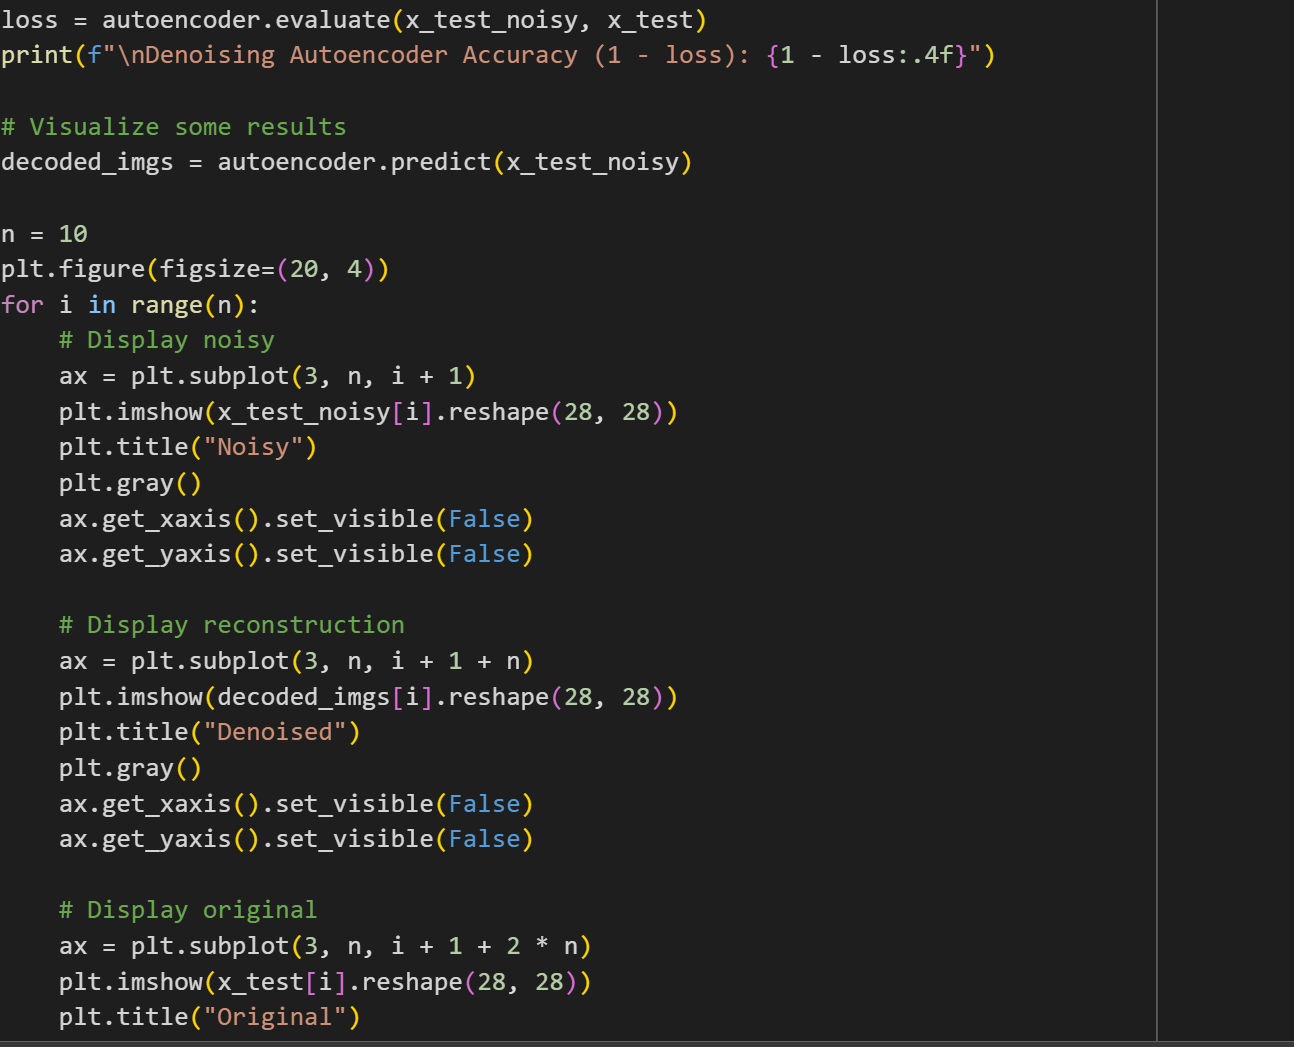 loss = autoencoder.evaluate(x_test_noisy, x_test)
print(f"\nDenoising Autoencoder Accuracy (1 - loss): {1 - loss:.4f}")

# Visualize some results
decoded_imgs = autoencoder.predict(x_test_noisy)

n = 10
plt.figure(figsize=(20, 4))
for i in range(n):
    # Display noisy
    ax = plt.subplot(3, n, i + 1)
    plt.imshow(x_test_noisy[i].reshape(28, 28))
    plt.title("Noisy")
    plt.gray()
    ax.get_xaxis().set_visible(False)
    ax.get_yaxis().set_visible(False)

    # Display reconstruction
    ax = plt.subplot(3, n, i + 1 + n)
    plt.imshow(decoded_imgs[i].reshape(28, 28))
    plt.title("Denoised")
    plt.gray()
    ax.get_xaxis().set_visible(False)
    ax.get_yaxis().set_visible(False)

    # Display original
    ax = plt.subplot(3, n, i + 1 + 2 * n)
    plt.imshow(x_test[i].reshape(28, 28))
    plt.title("Original")